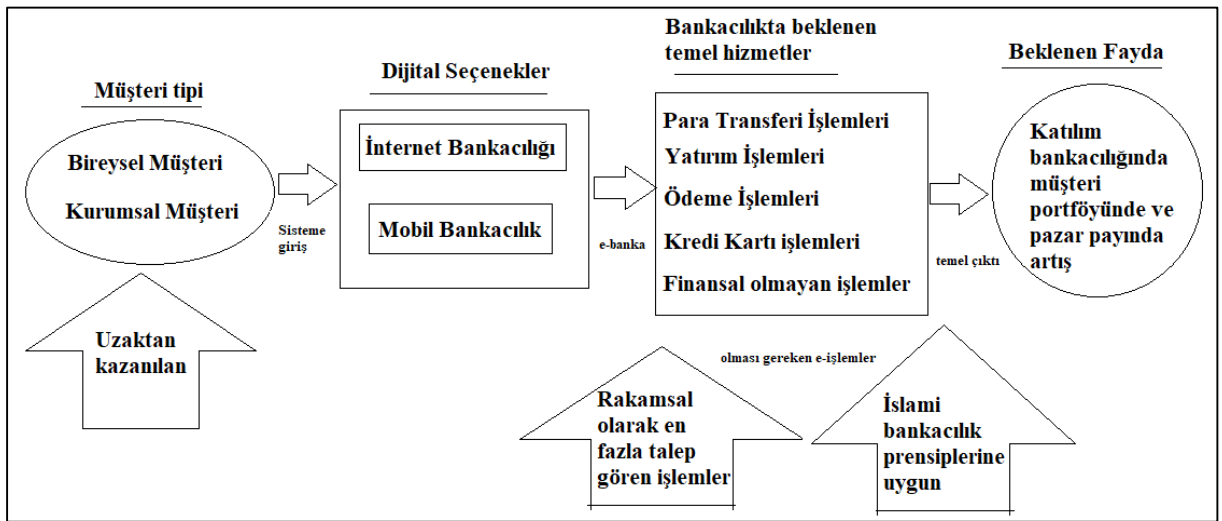 Müşteri tipi
Bireysel Müşteri
Kurumsal Müşteri
Uzaktan
kazanılan
Sisteme
giriş
Dijital Seçenekler
İnternet Bankacılığı
Mobil Bankacılık
e-banka
Bankacılıkta beklenen
temel hizmetler
Para Transferi İşlemleri
Yatırım İşlemleri
Ödeme İşlemleri
Kredi Kartı işlemleri
Finansal olmayan işlemler
olması gereken e-işlemler
Rakamsal
olarak en
fazla talep
gören işlemler
İslami
bankacılık
prensiplerine
uygun
temel çıktı
Beklenen Fayda
Katılım
bankacılığında
müşteri
portföyünde ve
pazar payında
artış